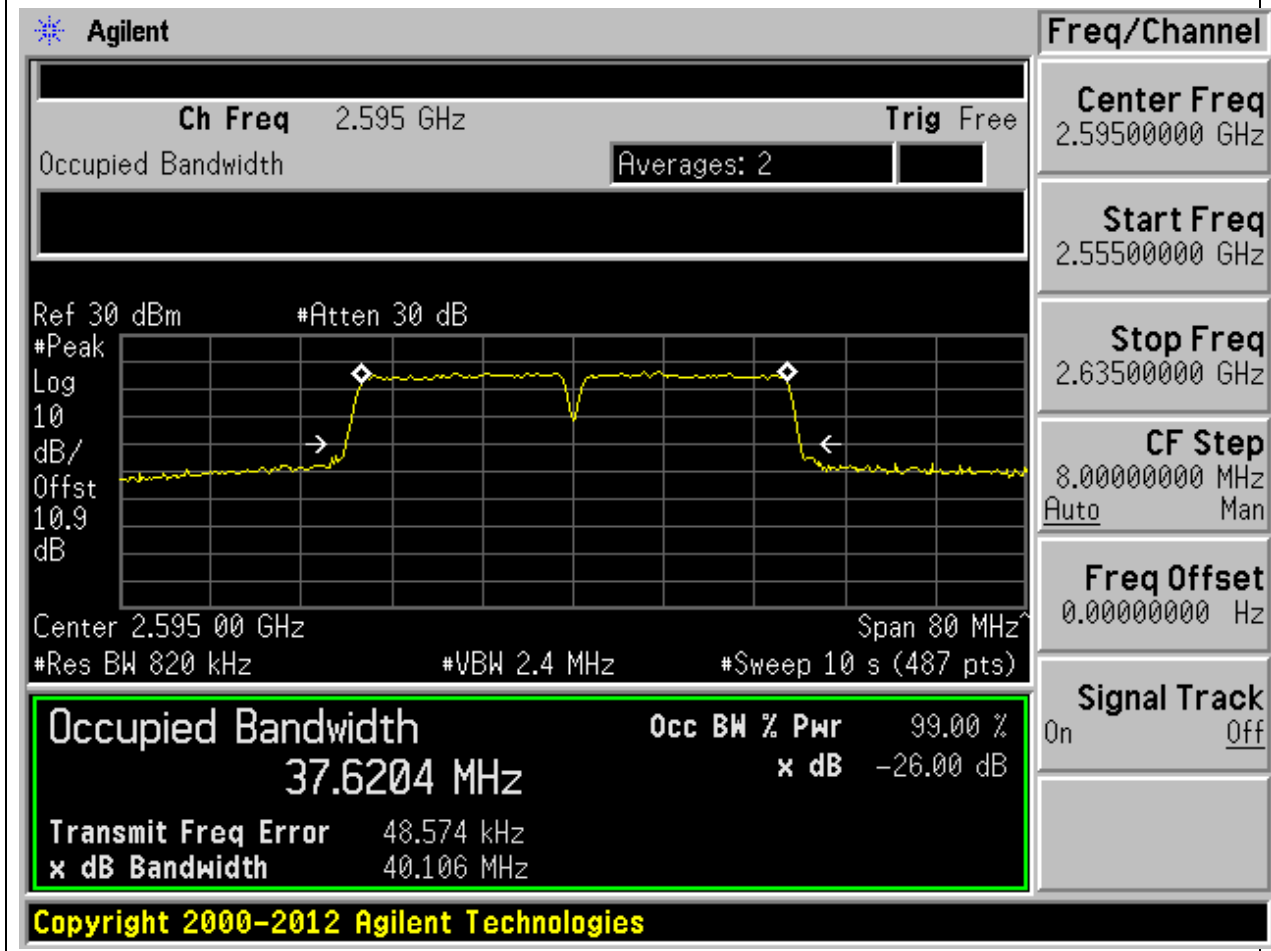 Agilent
Freq/Channel
Ch Freq 2.595 GHz Trig Free
Occupied Bandwidth Averages: 2
Center Freq
2.59500000 GHz
Start Freq
2.55500000 GHz
Stop Freq
2.63500000 GHz
CF Step
8.00000000 MHz
Auto Man
Freq Offset
0.00000000 Hz
Signal Track
On Off
Ref 30 dBm #Atten 30 dB
#Peak
Log
10
dB/
Offst
10.9
dB
Center 2.595 00 GHz Span 80 MHz^
#Res BW 820 kHz #VBW 2.4 MHz #Sweep 10 s (487 pts)
Occupied Bandwidth
37.6204 MHz
Occ BW % Pwr 99.00 %
x dB -26.00 dB
Transmit Freq Error 48.574 kHz
x dB Bandwidth 40.106 MHz
Copyright 2000-2012 Agilent Technologies